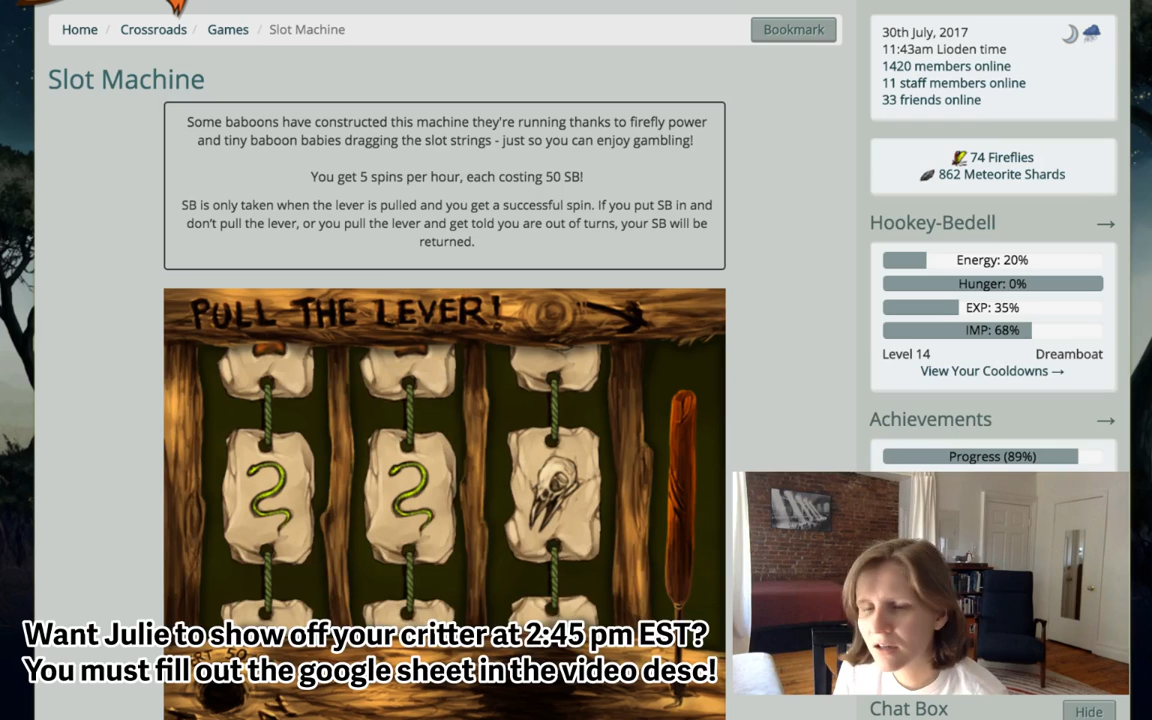 Home / Crossroads / Games / Slot Machine
Bookmark
Slot Machine
Some baboons have constructed this machine they're running thanks to firefly power
and tiny baboon babies dragging the slot strings - just so you can enjoy gambling!
You get 5 spins per hour, each costing 50 SB!
SB is only taken when the lever is pulled and you get a successful spin. If you put SB in and
don't pull the lever, or you pull the lever and get told you are out of turns, your SB will be
returned.
PULL THE LEVER!
Want Julie to show off your critter at 2:45 pm EST?
You must fill out the google sheet in the video desc!
30th July, 2017
11:43am Lioden time
1420 members online
11 staff members online
33 friends online
74 Fireflies
862 Meteorite Shards
Hookey-Bedell →
Energy: 20%
Hunger: 0%
EXP: 35%
IMP: 68%
Level 14 Dreamboat
View Your Cooldowns →
Achievements →
Progress (89%)
Chat Box
Hide